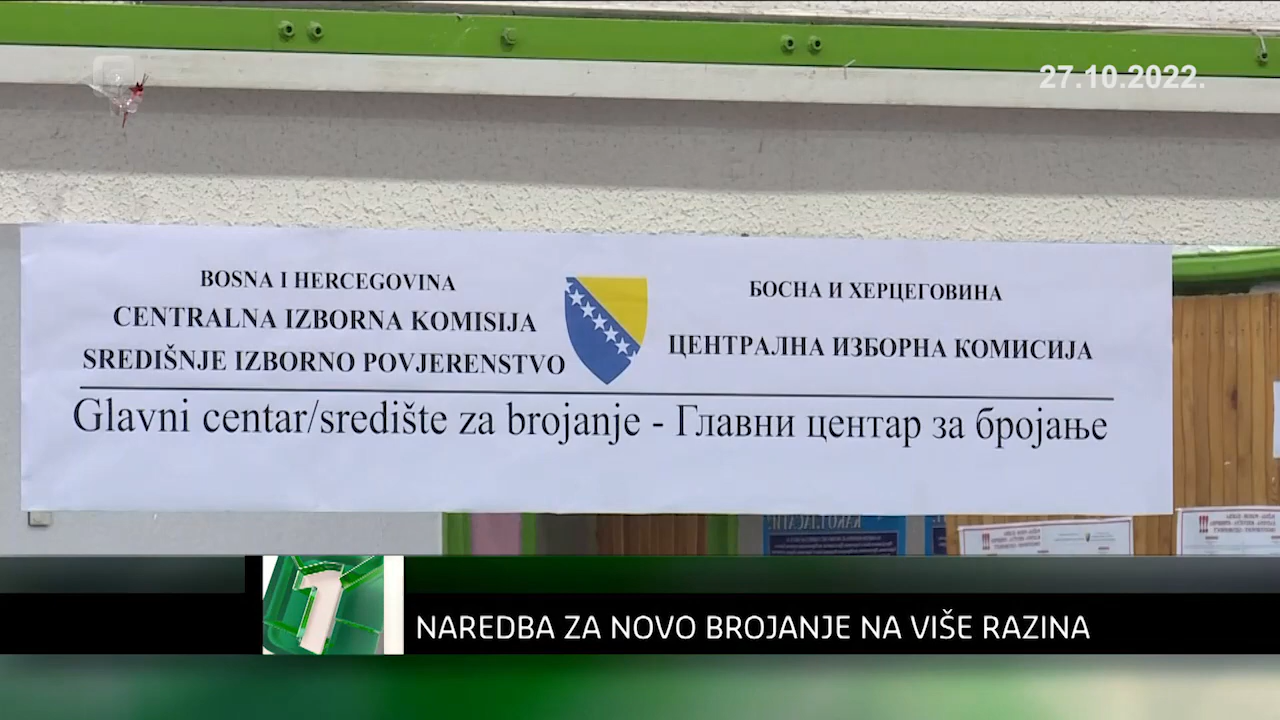 27.10.2022.
BOSNA I HERCEGOVINA
CENTRALNA IZBORNA KOMISIJA
SREDIŠNJE IZBORNO POVJERENSTVO
БОСНА И ХЕРЦЕГОВИНА
ЦЕНТРАЛНА ИЗБОРНА КОМИСИЈА
Glavni centar/središte za brojanje - Главни центар за бројање
1
NAREDBA ZA NOVO BROJANJE NA VIŠE RAZINA